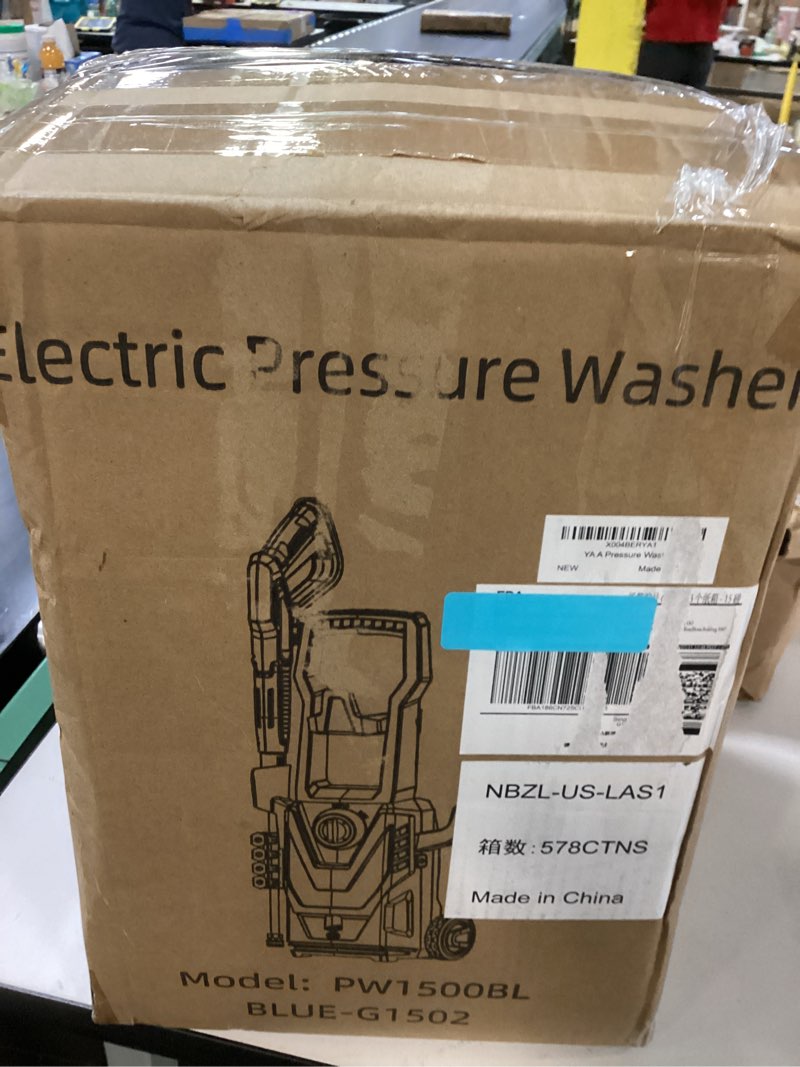 Electric Pressure Washer
X004BERYA1
YA A Pressure Was
NEW Made
NBZL-US-LAS1
箱数:578CTNS
Made in China
Model: PW1500BL
BLUE-G1502